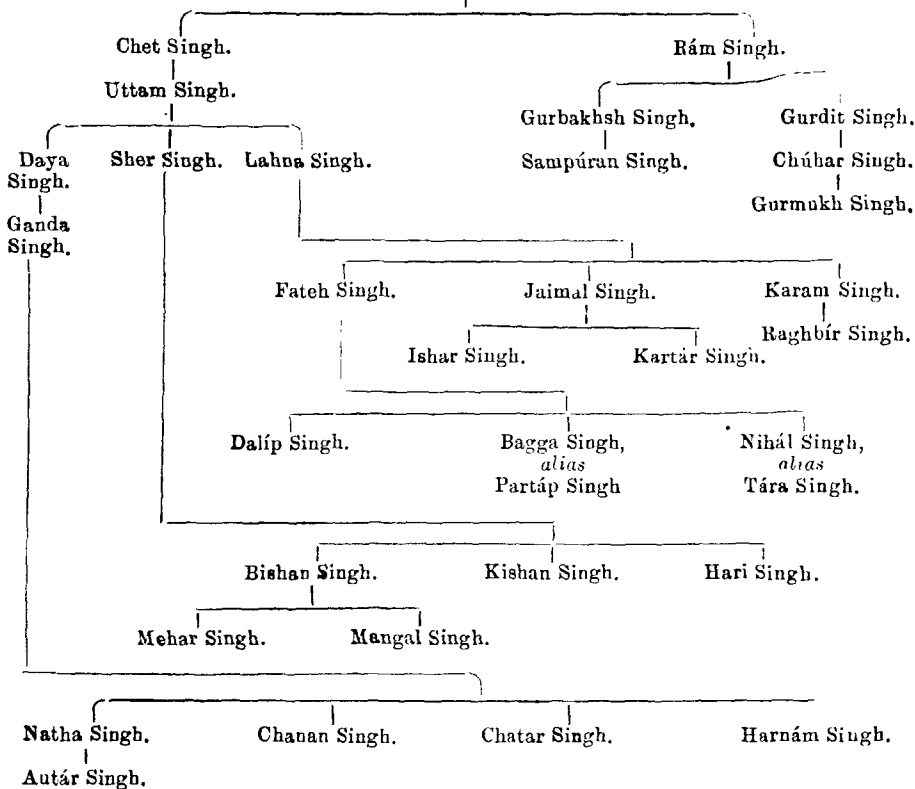 Chet Singh. Rám Singh.
Uttam Singh.
Gurbakhsh Singh. Gurdit Singh.
Daya Singh. Sher Singh. Lahna Singh. Sampúran Singh. Chúhar Singh.
Gurmukh Singh.
Ganda Singh.
Fateh Singh. Jaimal Singh. Karam Singh.
Raghbír Singh.
Ishar Singh. Kartár Singh.
Dalíp Singh. Bagga Singh, Nihál Singh,
alias alias
Partáp Singh Tára Singh.
Bishan Singh. Kishan Singh. Hari Singh.
Mehar Singh. Mangal Singh.
Natha Singh. Chanan Singh. Chatar Singh. Harnám Singh.
Autár Singh.